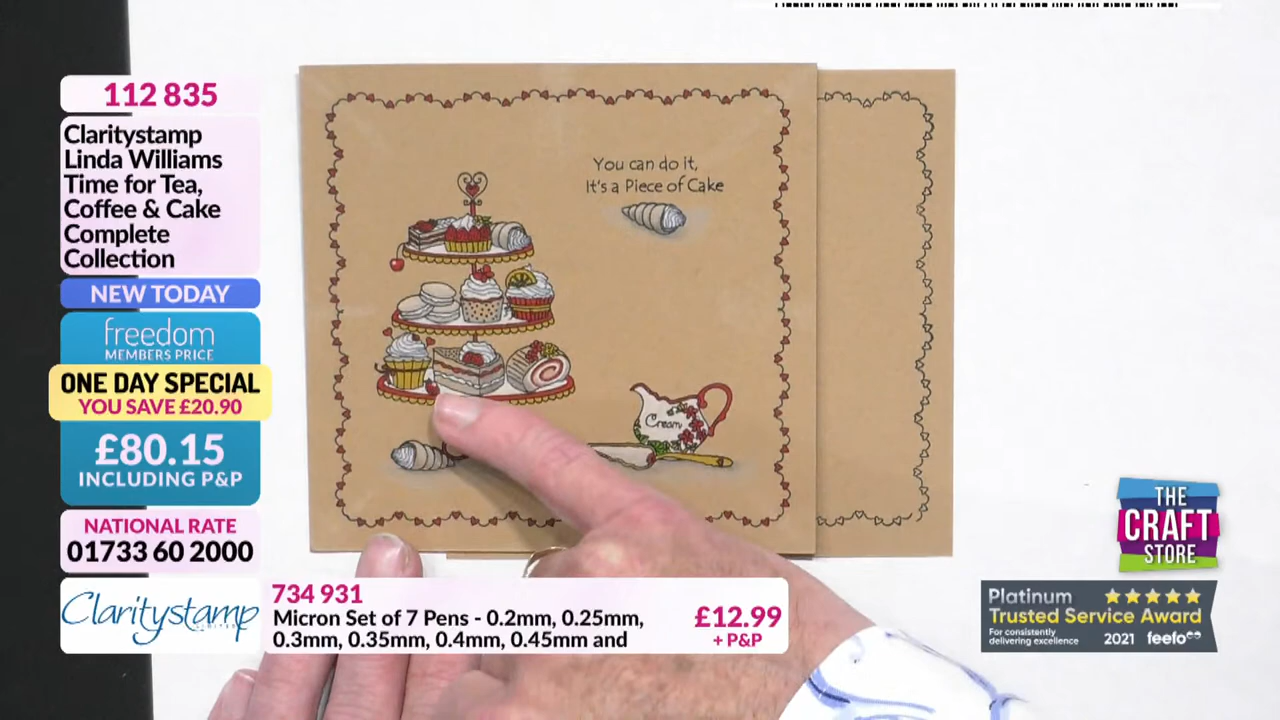 112 835
Claritystamp
Linda Williams
Time for Tea,
Coffee & Cake
Complete
Collection
NEW TODAY
freedom
MEMBERS PRICE
ONE DAY SPECIAL
YOU SAVE £20.90
£80.15
INCLUDING P&P
NATIONAL RATE
01733 60 2000
Claritystamp
LIMITED
734 931
Micron Set of 7 Pens - 0.2mm, 0.25mm,
0.3mm, 0.35mm, 0.4mm, 0.45mm and
£12.99
+ P&P
You can do it,
It's a Piece of Cake
Cream
THE
CRAFT
STORE
Platinum
Trusted Service Award
For consistently
delivering excellence
2021 feefo